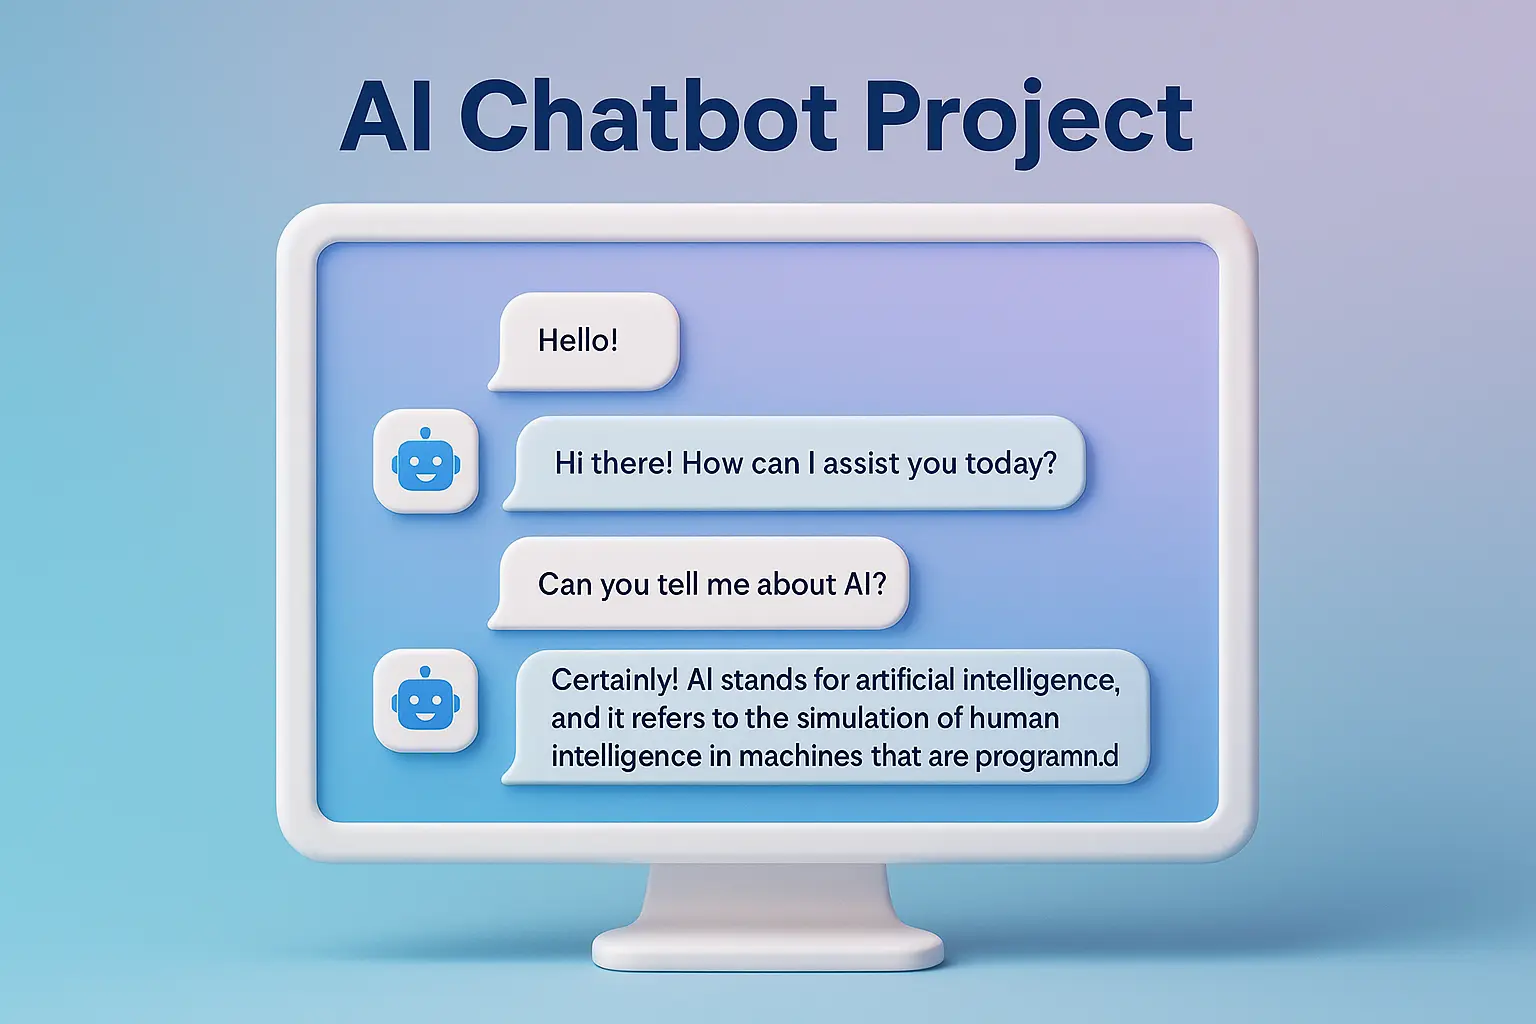 AI Chatbot Project
Hello!
Hi there! How can I assist you today?
Can you tell me about AI?
Certainly! AI stands for artificial intelligence,
and it refers to the simulation of human
intelligence in machines that are programn.d